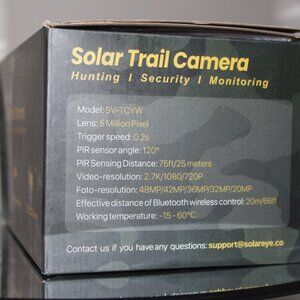 Solar Trail Camera
Hunting | Security | Monitoring
Model: SV-TCYW
Lens: 5 Million Pixel
Trigger speed: 0.2s
PIR sensor angle: 120°
PIR Sensing Distance: 75ft/25 meters
Video-resolution: 2.7K/1080/720P
Foto-resolution: 48MP/42MP/36MP/32MP/20MP
Effective distance of Bluetooth wireless control: 20m/66ft
Working temperature: -15 - 60°C
Contact us if you have any questions: support@solareye.co